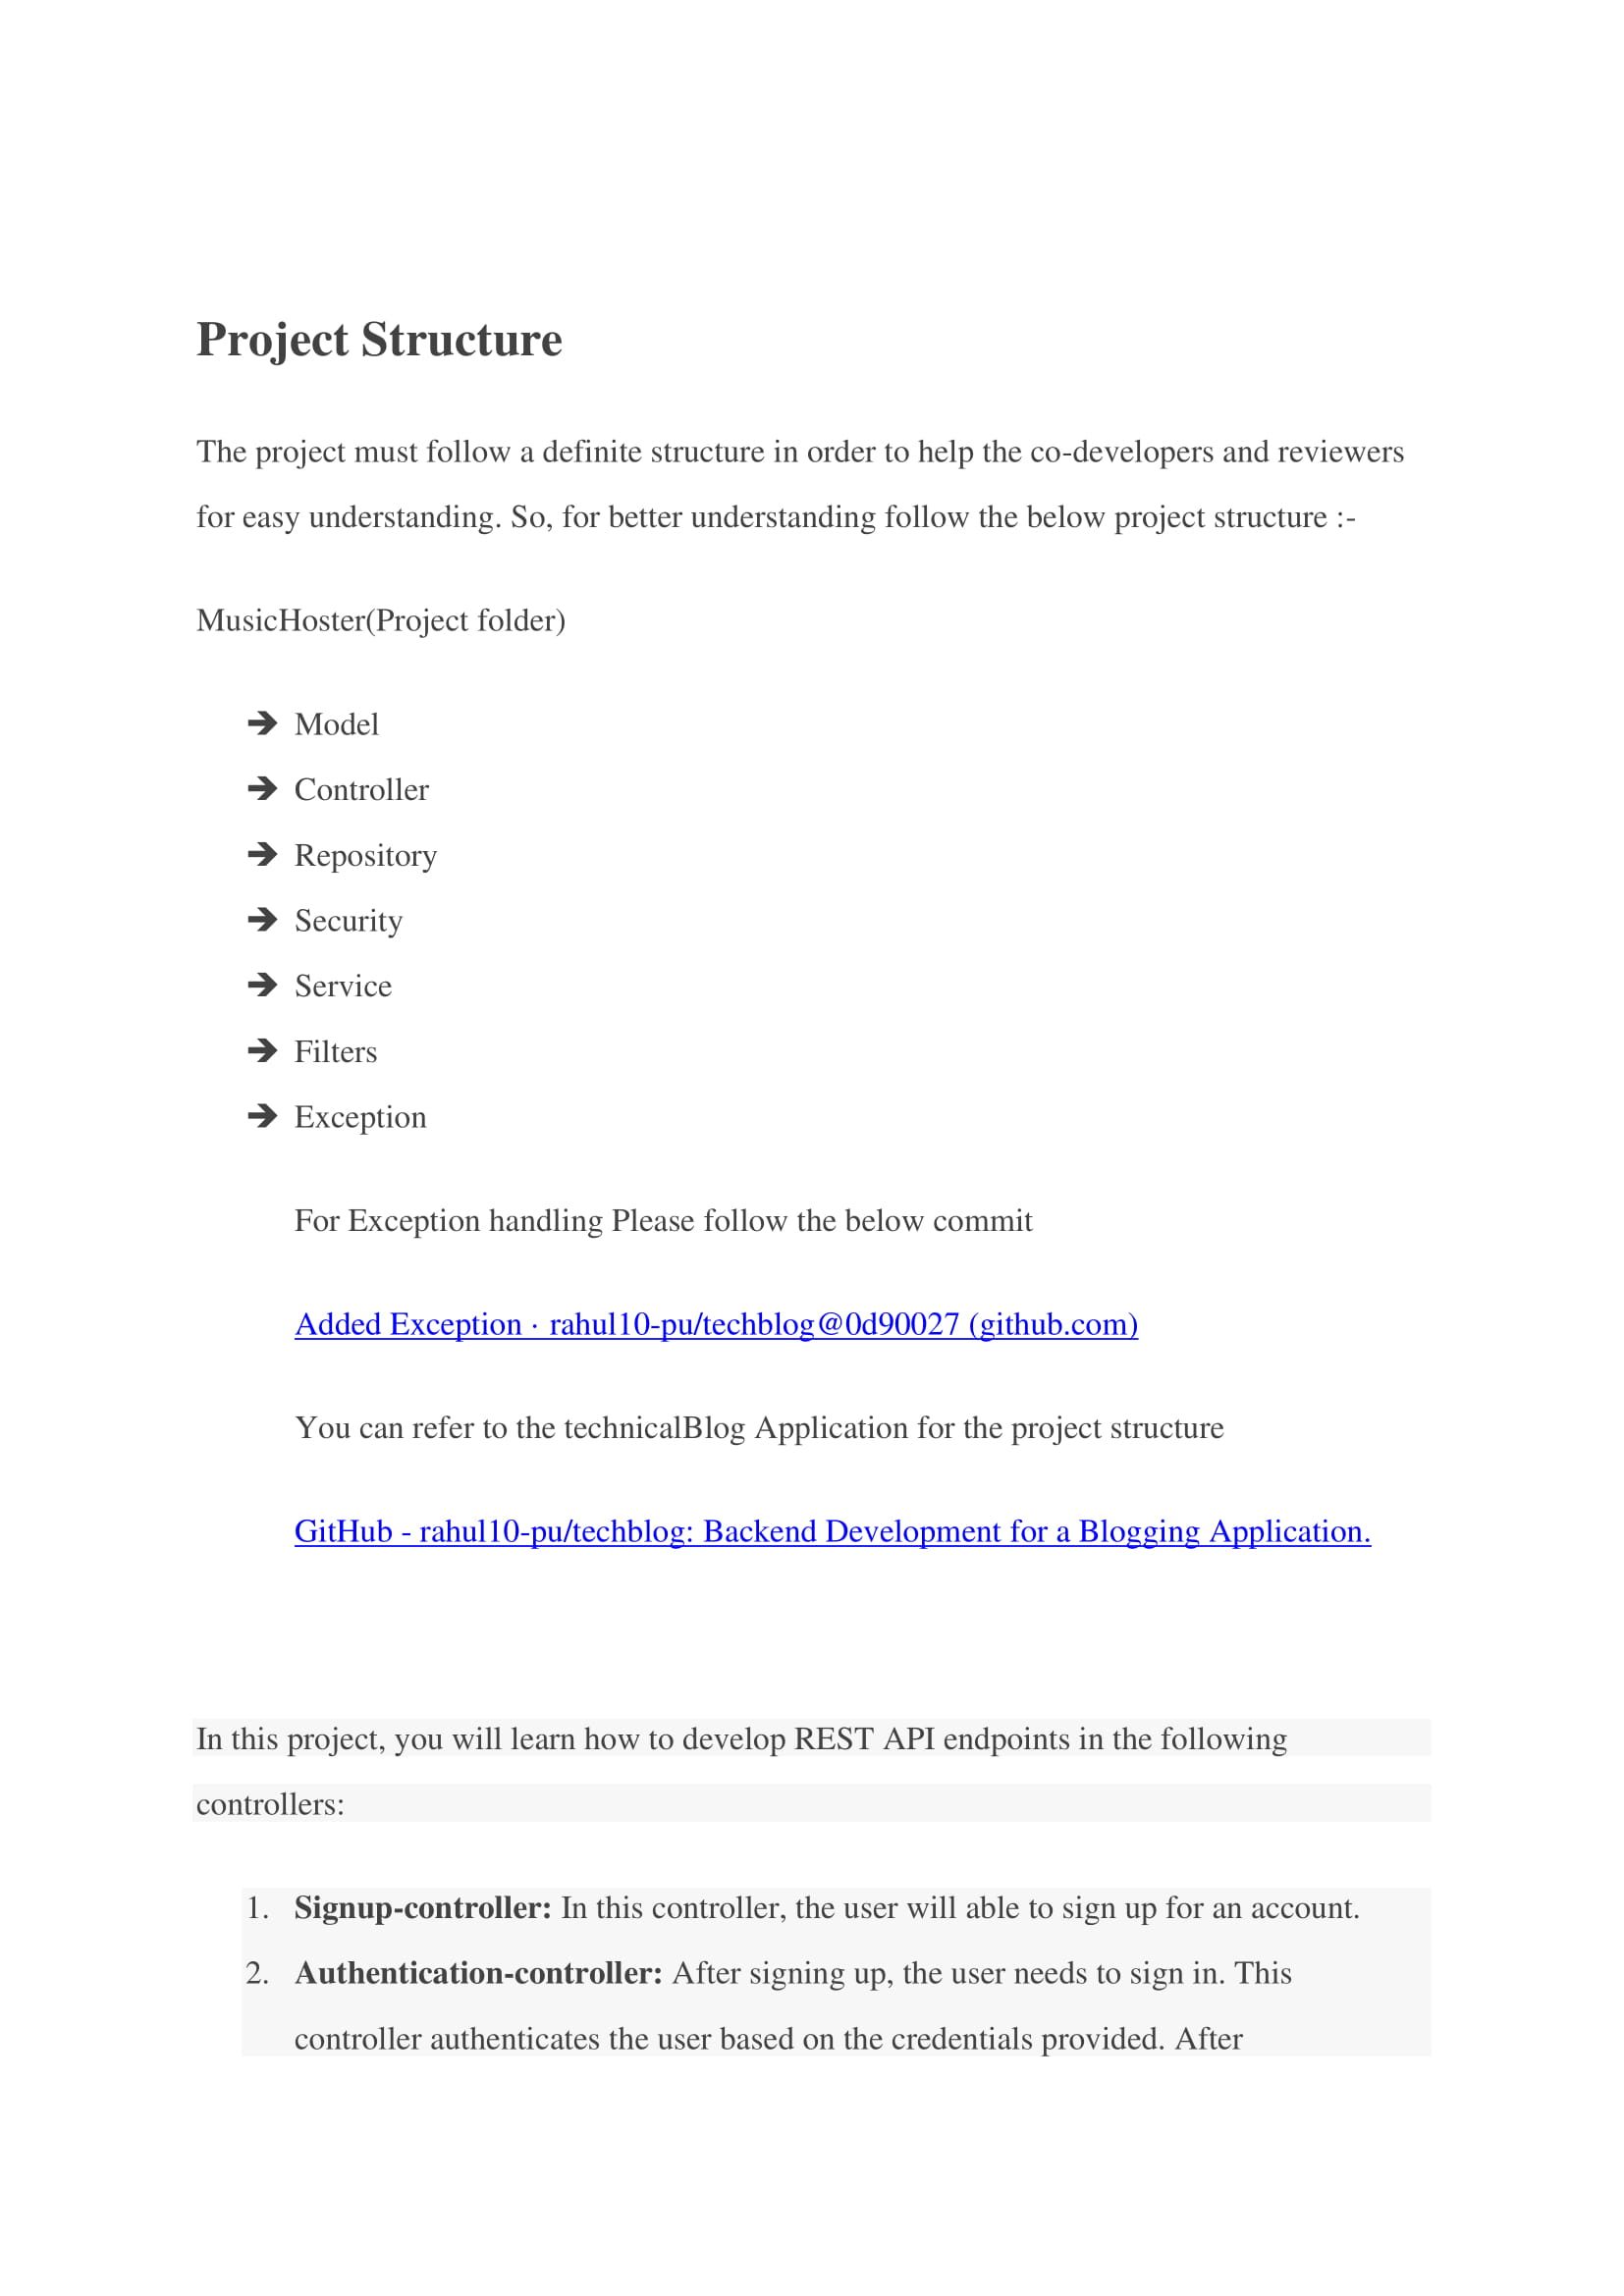 Project Structure
The project must follow a definite structure in order to help the co-developers and reviewers
for easy understanding. So, for better understanding follow the below project structure :-
MusicHoster(Project folder)
➔ Model
➔ Controller
➔ Repository
➔ Security
➔ Service
➔ Filters
➔ Exception
For Exception handling Please follow the below commit
Added Exception · rahul10-pu/techblog@0d90027 (github.com)
You can refer to the technicalBlog Application for the project structure
GitHub - rahul10-pu/techblog: Backend Development for a Blogging Application.
In this project, you will learn how to develop REST API endpoints in the following
controllers:
1. Signup-controller: In this controller, the user will able to sign up for an account.
2. Authentication-controller: After signing up, the user needs to sign in. This
controller authenticates the user based on the credentials provided. After